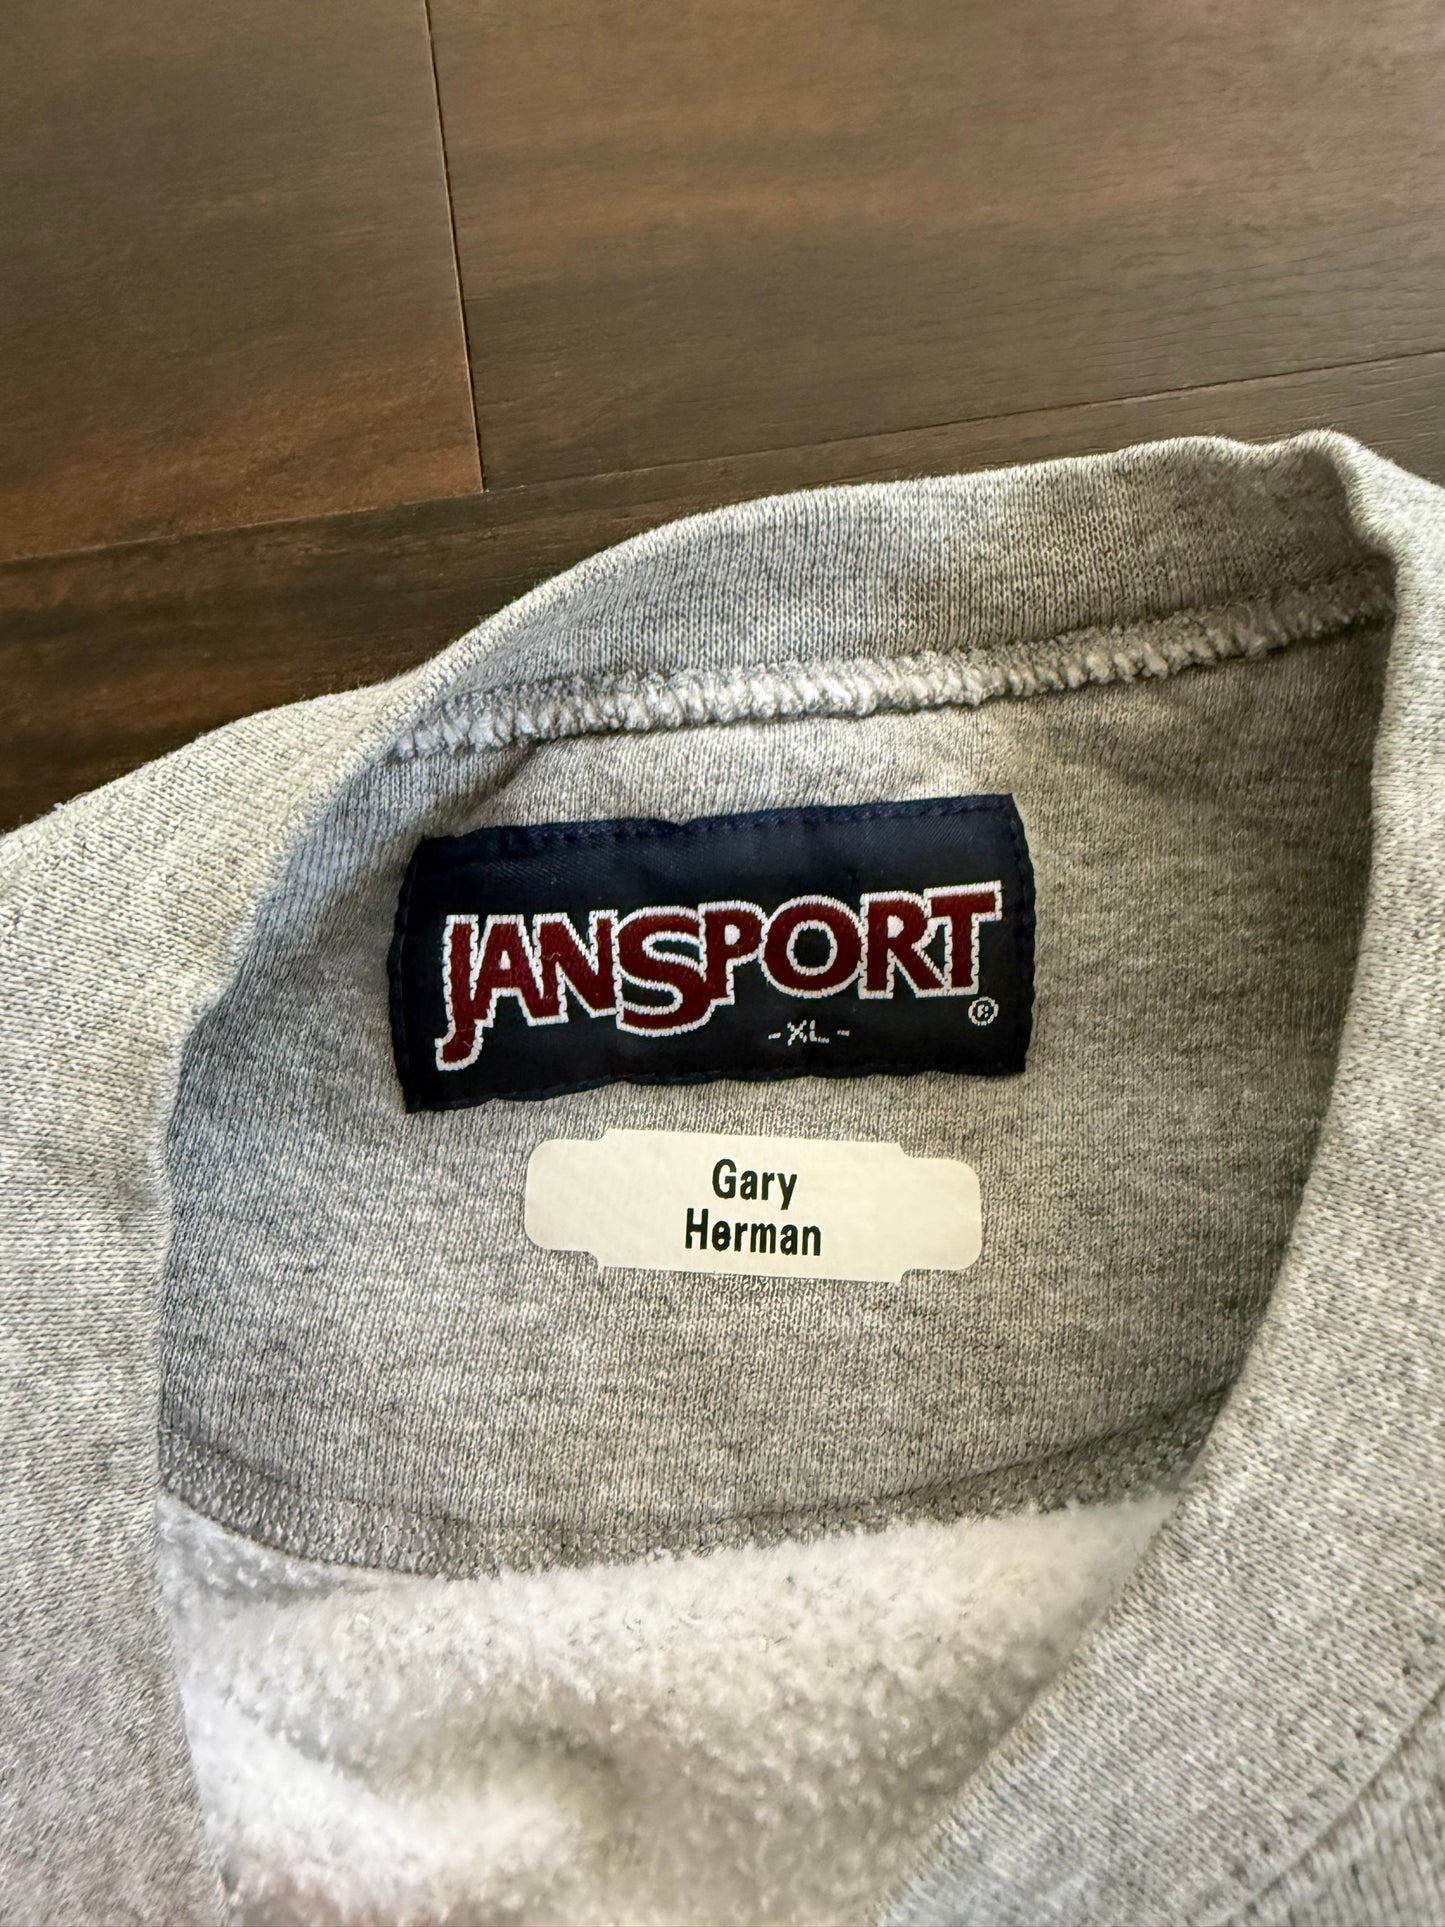 JANSPORT
®
-XL-
Gary
Herman